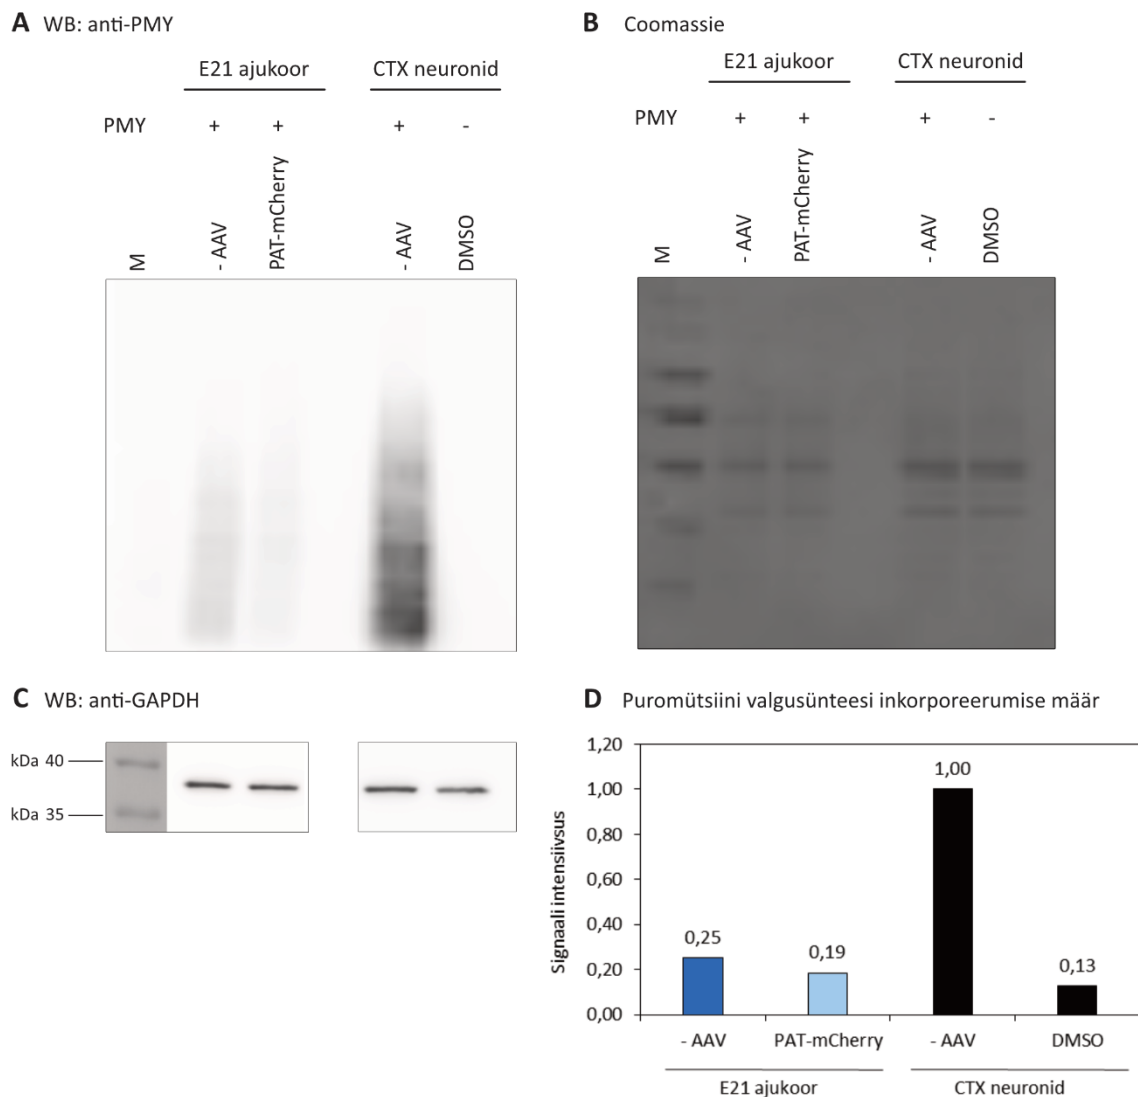 A WB: anti-PMY
E21 ajukoor CTX neuronid
PMY + + + -
M - AAV PAT-mCherry - AAV DMSO
B Coomassie
E21 ajukoor CTX neuronid
PMY + + + -
M - AAV PAT-mCherry - AAV DMSO
C WB: anti-GAPDH
kDa 40
kDa 35
D Puromütsiini valgusünteesi inkorporeerumise määr
Signaali intensiivsus
1,20
1,00
0,80
0,60
0,40
0,20
0,00
0,25
0,19
1,00
0,13
- AAV PAT-mCherry - AAV DMSO
E21 ajukoor CTX neuronid